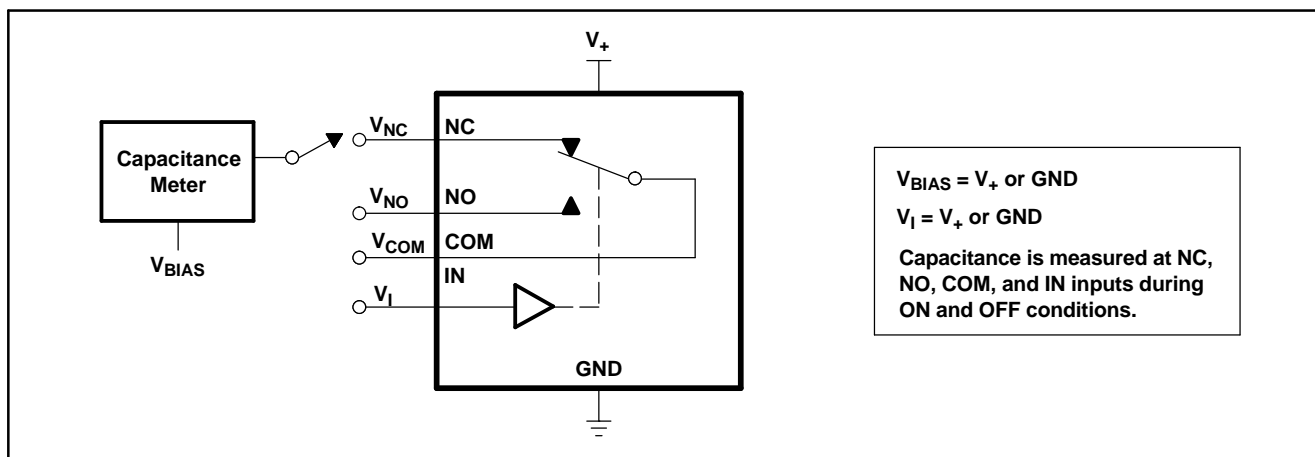 V+
Capacitance
Meter
VBIAS
VNC
NC
VNO
NO
VCOM
COM
IN
VI
GND
VBIAS = V+ or GND
VI = V+ or GND
Capacitance is measured at NC,
NO, COM, and IN inputs during
ON and OFF conditions.